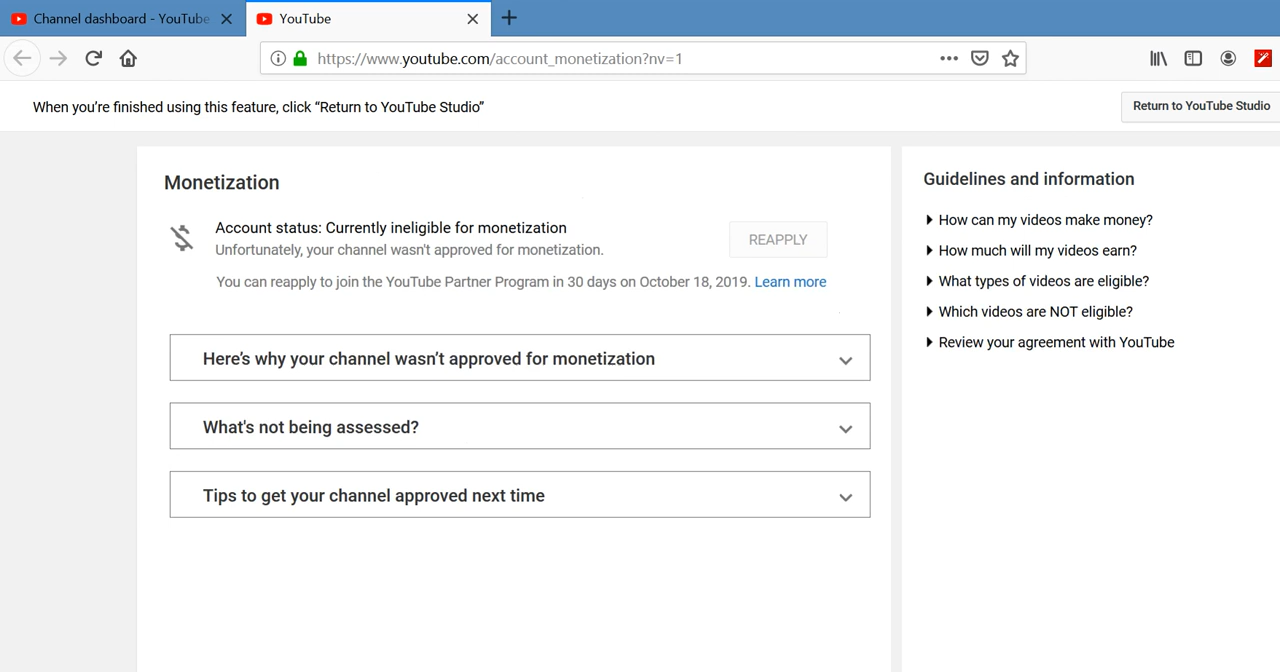 Channel dashboard - YouTube
YouTube
https://www.youtube.com/account_monetization?nv=1
When you’re finished using this feature, click “Return to YouTube Studio”
Return to YouTube Studio
Monetization
Account status: Currently ineligible for monetization
Unfortunately, your channel wasn't approved for monetization.
REAPPLY
You can reapply to join the YouTube Partner Program in 30 days on October 18, 2019. Learn more
Here’s why your channel wasn’t approved for monetization
What's not being assessed?
Tips to get your channel approved next time
Guidelines and information
How can my videos make money?
How much will my videos earn?
What types of videos are eligible?
Which videos are NOT eligible?
Review your agreement with YouTube